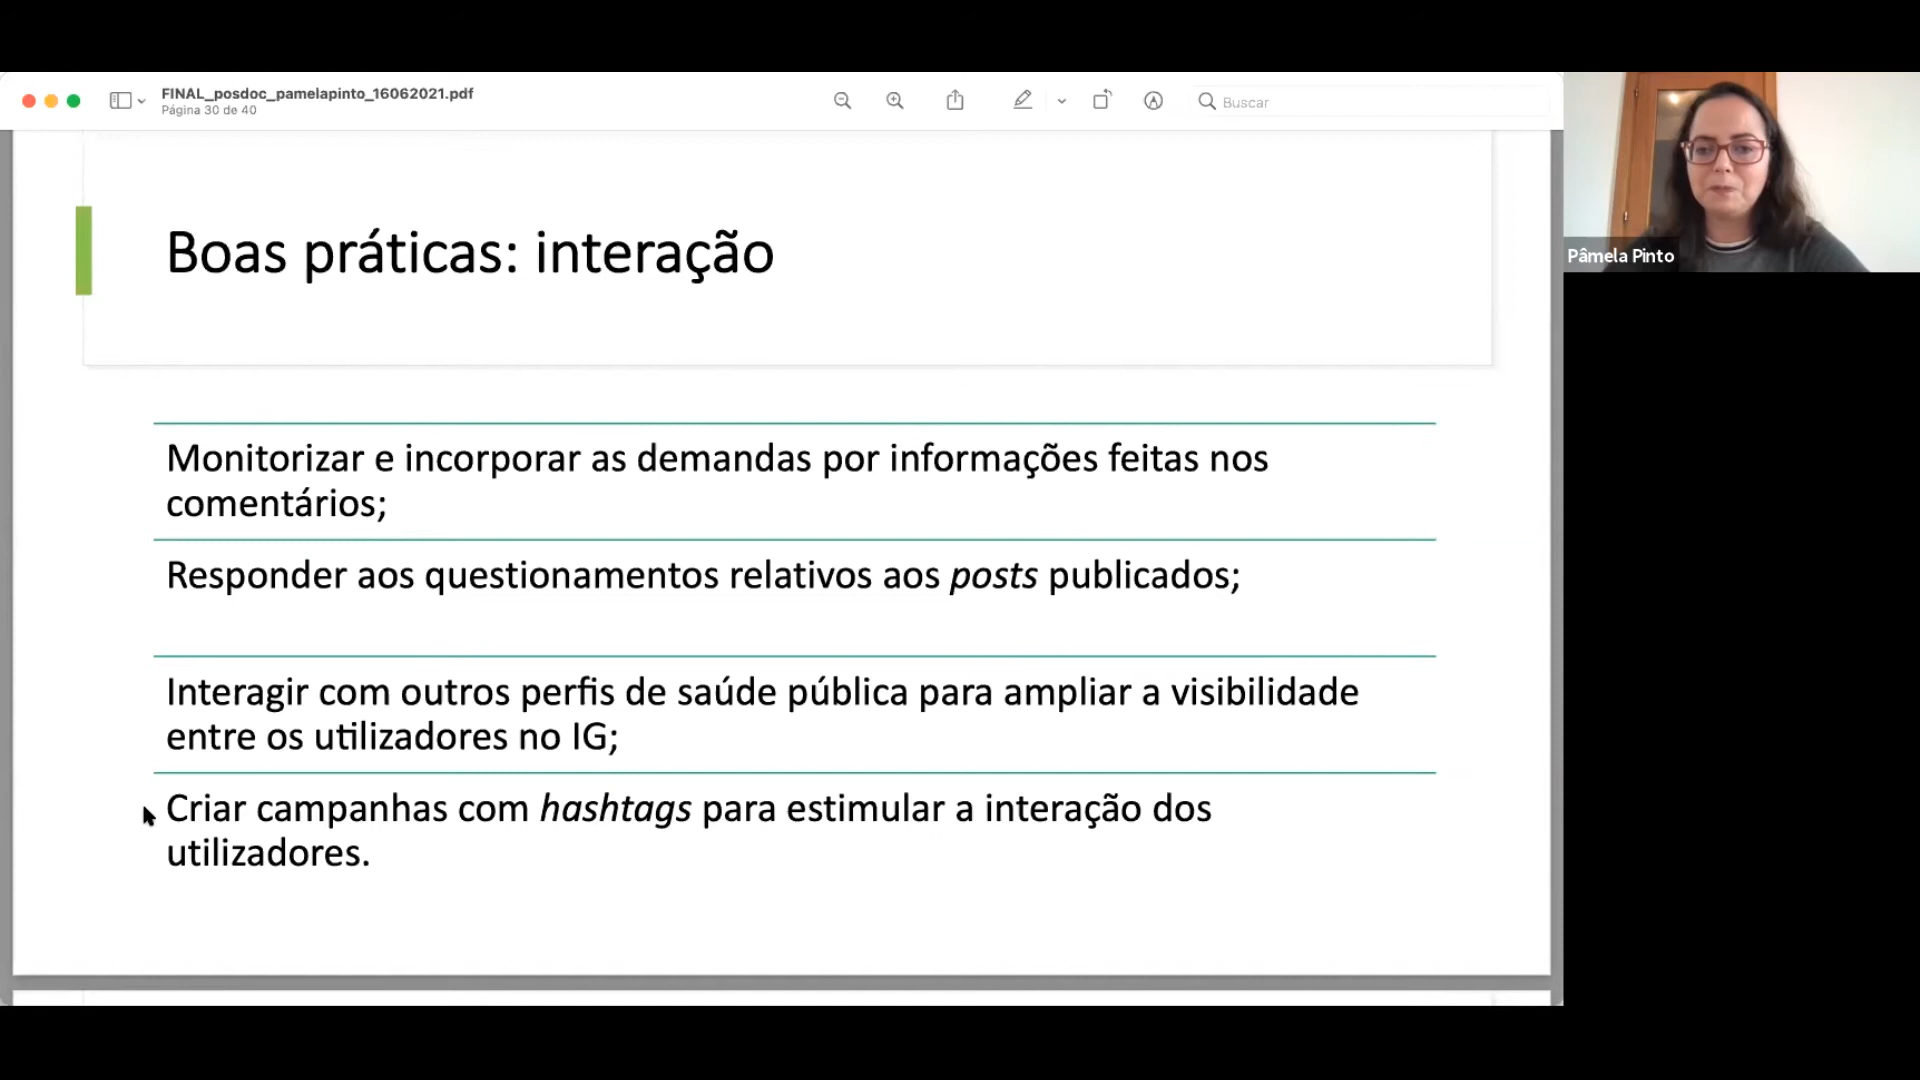 FINAL_posdoc_pamelapinto_16062021.pdf
Página 30 de 40
Buscar
Boas práticas: interação
Monitorizar e incorporar as demandas por informações feitas nos
comentários;
Responder aos questionamentos relativos aos posts publicados;
Interagir com outros perfis de saúde pública para ampliar a visibilidade
entre os utilizadores no IG;
Criar campanhas com hashtags para estimular a interação dos
utilizadores.
Pâmela Pinto